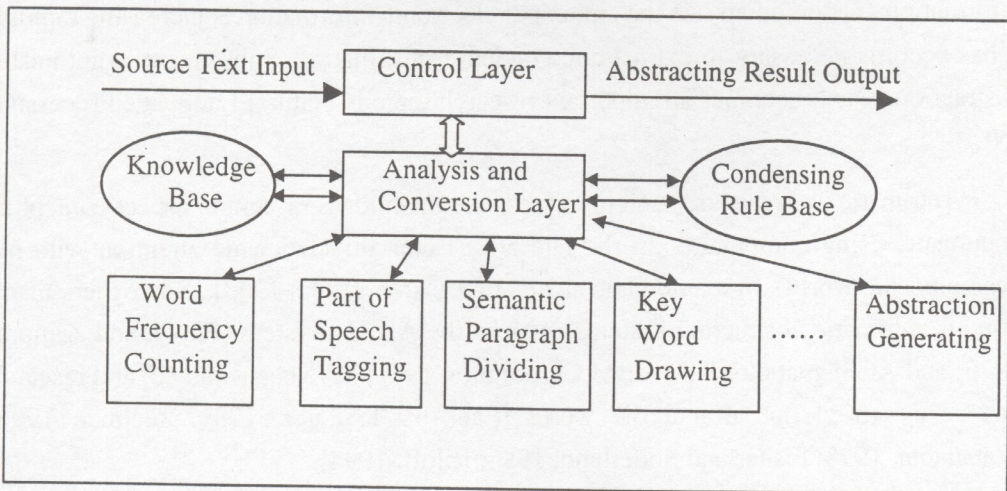 Source Text Input
Control Layer
Abstracting Result Output
Knowledge
Base
Analysis and
Conversion Layer
Condensing
Rule Base
Word
Frequency
Counting
Part of
Speech
Tagging
Semantic
Paragraph
Dividing
Key
Word
Drawing
......
Abstraction
Generating